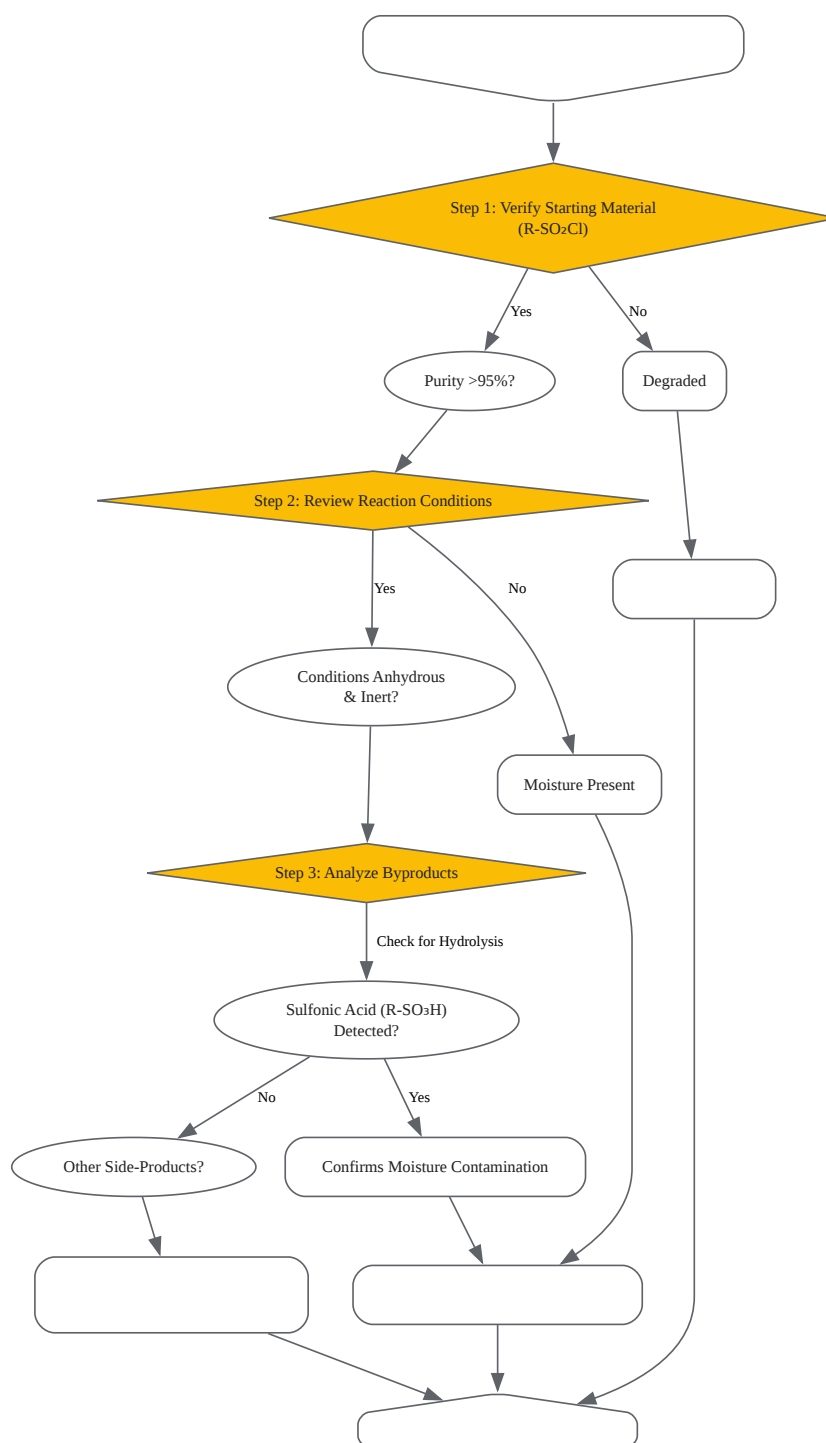 Step 1: Verify Starting Material
(R-SO₂Cl)
Yes
No
Purity >95%?
Degraded
Step 2: Review Reaction Conditions
Yes
No
Conditions Anhydrous
& Inert?
Moisture Present
Step 3: Analyze Byproducts
Check for Hydrolysis
Sulfonic Acid (R-SO₃H)
Detected?
No
Yes
Other Side-Products?
Confirms Moisture Contamination